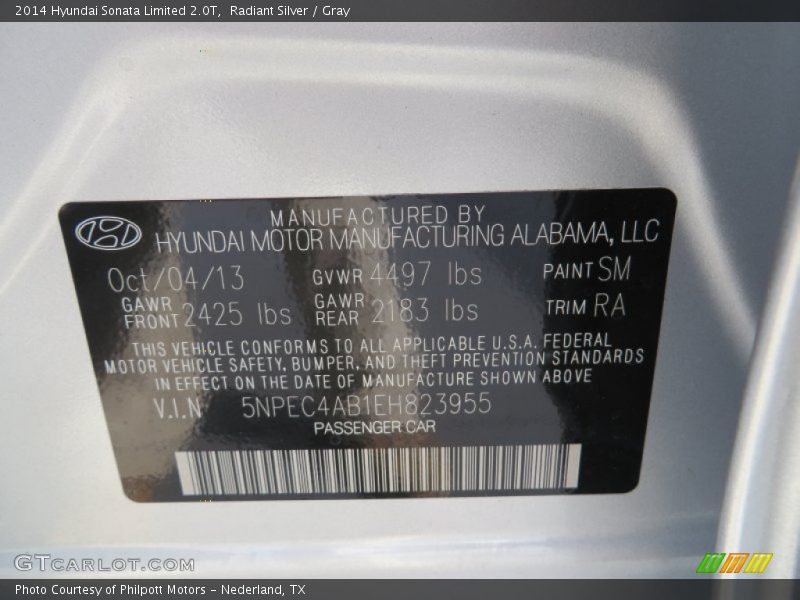 2014 Hyundai Sonata Limited 2.0T, Radiant Silver / Gray
MANUFACTURED BY
HYUNDAI MOTOR MANUFACTURING ALABAMA, LLC
Oct/04/13 GVWR 4497 lbs PAINT SM
GAWR FRONT 2425 lbs GAWR REAR 2183 lbs TRIM RA
THIS VEHICLE CONFORMS TO ALL APPLICABLE U.S.A. FEDERAL
MOTOR VEHICLE SAFETY, BUMPER, AND THEFT PREVENTION STANDARDS
IN EFFECT ON THE DATE OF MANUFACTURE SHOWN ABOVE
V.I.N. 5NPEC4AB1EH823955
PASSENGER CAR
GTCARLOT.COM
Photo Courtesy of Philpott Motors - Nederland, TX